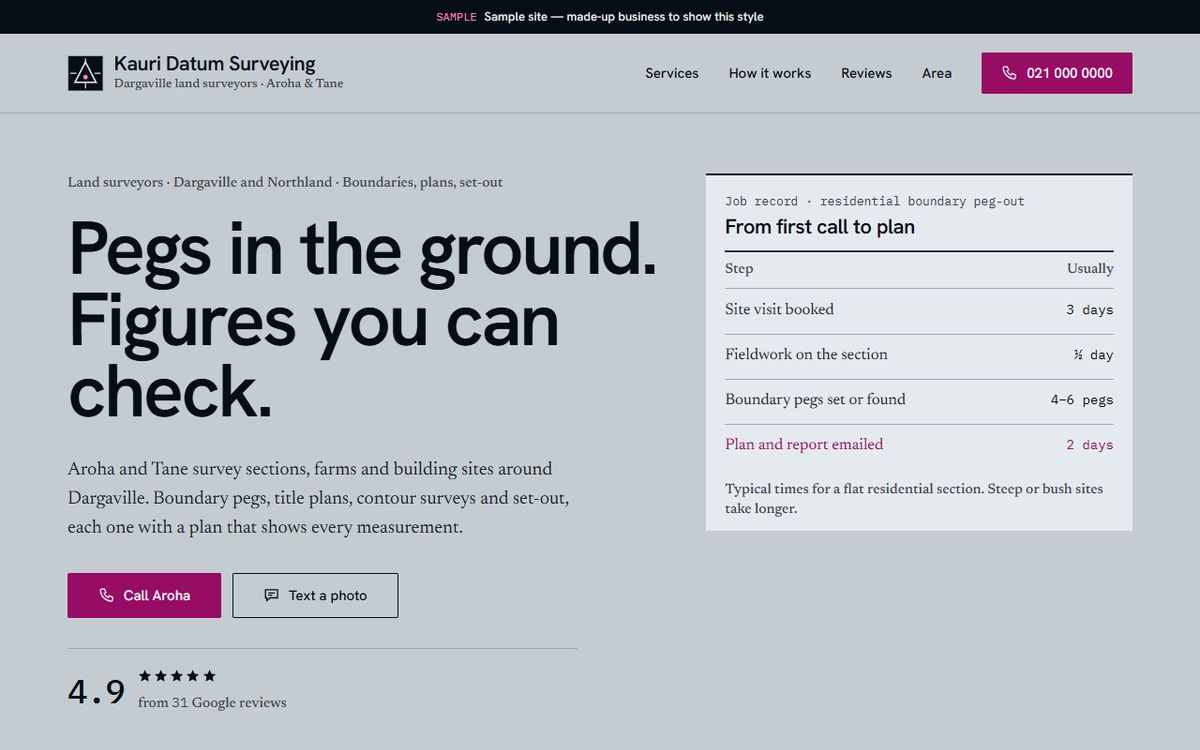 SAMPLE Sample site — made-up business to show this style
Kauri Datum Surveying
Dargaville land surveyors · Aroha & Tane
Services
How it works
Reviews
Area
021 000 0000
Land surveyors · Dargaville and Northland · Boundaries, plans, set-out
Pegs in the ground.
Figures you can
check.
Aroha and Tane survey sections, farms and building sites around
Dargaville. Boundary pegs, title plans, contour surveys and set-out,
each one with a plan that shows every measurement.
Call Aroha
Text a photo
4.9
from 31 Google reviews
Job record · residential boundary peg-out
From first call to plan
Step Usually
Site visit booked 3 days
Fieldwork on the section ½ day
Boundary pegs set or found 4–6 pegs
Plan and report emailed 2 days
Typical times for a flat residential section. Steep or bush sites
take longer.